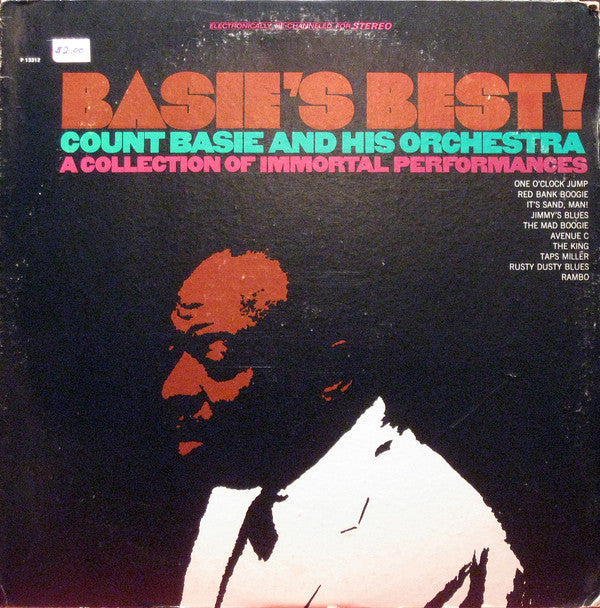 ELECTRONICALLY RE-CHANNELED FOR STEREO
$2.00
P 13312
BASIE'S BEST!
COUNT BASIE AND HIS ORCHESTRA
A COLLECTION OF IMMORTAL PERFORMANCES
ONE O'CLOCK JUMP
RED BANK BOOGIE
IT'S SAND, MAN!
JIMMY'S BLUES
THE MAD BOOGIE
AVENUE C
THE KING
TAPS MILLER
RUSTY DUSTY BLUES
RAMBO